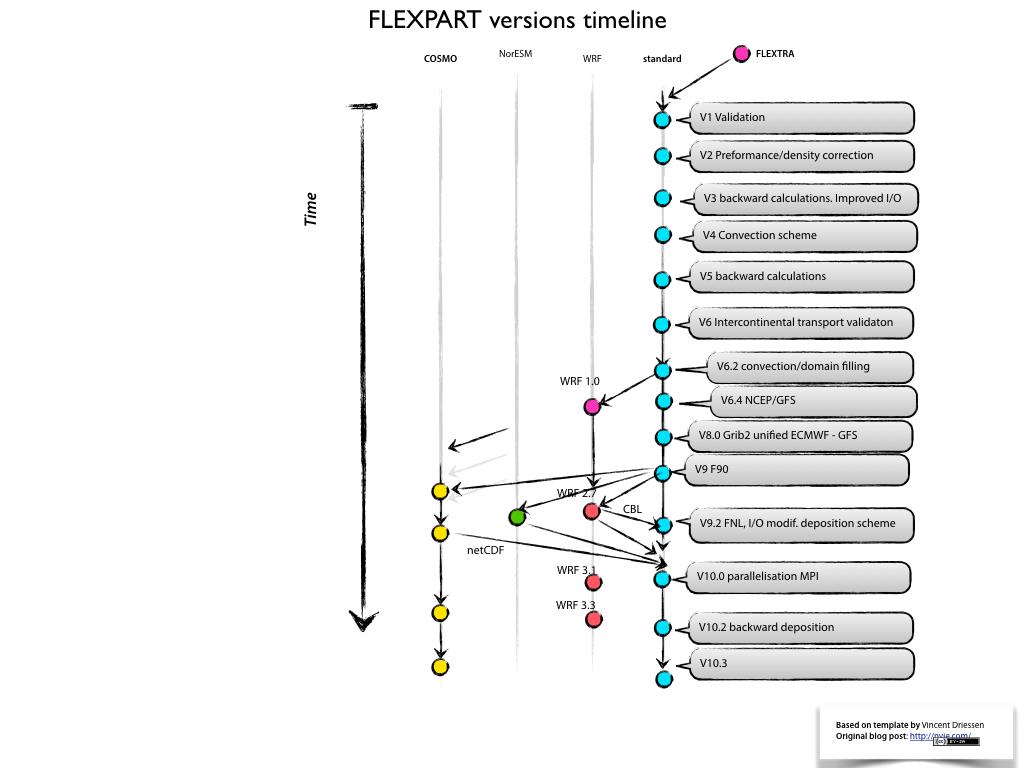 FLEXPART versions timeline
COSMO
NorESM
WRF
standard
FLEXTRA
Time
V1 Validation
V2 Preformance/density correction
V3 backward calculations. Improved I/O
V4 Convection scheme
V5 backward calculations
V6 Intercontinental transport validaton
V6.2 convection/domain filling
WRF 1.0
V6.4 NCEP/GFS
V8.0 Grib2 unified ECMWF - GFS
V9 F90
WRF 2.7
CBL
V9.2 FNL, I/O modif. deposition scheme
netCDF
WRF 3.1
V10.0 parallelisation MPI
WRF 3.3
V10.2 backward deposition
V10.3
Based on template by Vincent Driessen
Original blog post: http://nvie.com/
(cc) BY-SA